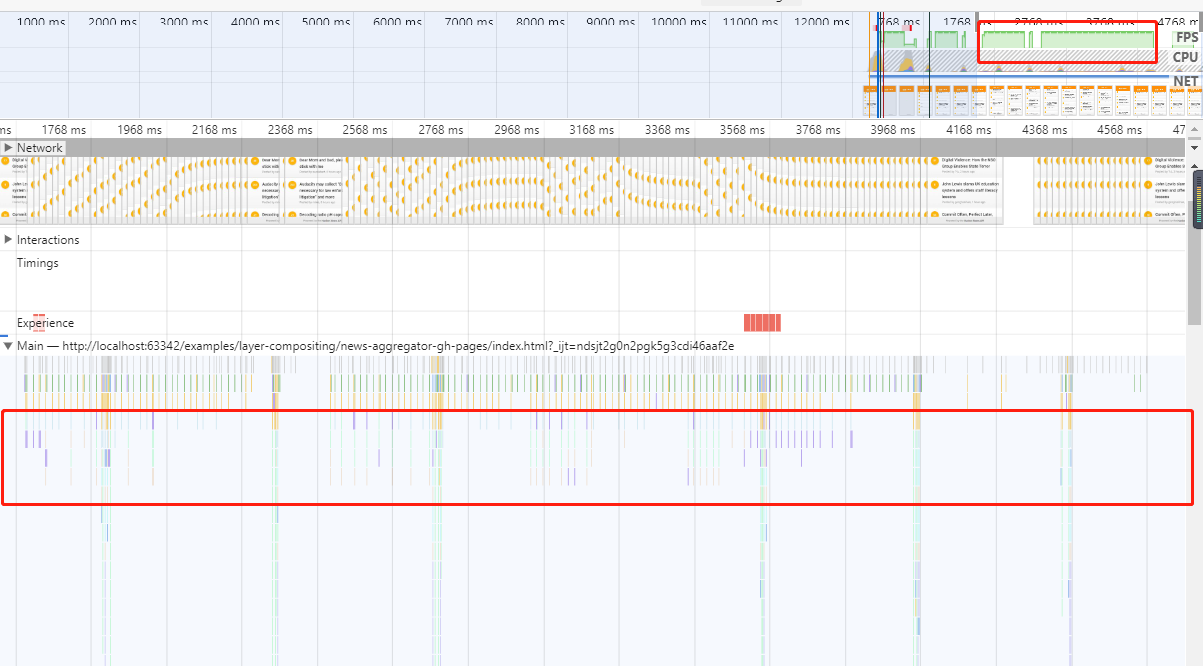 1000 ms 2000 ms 3000 ms 4000 ms 5000 ms 6000 ms 7000 ms 8000 ms 9000 ms 10000 ms 11000 ms 12000 ms 768 ms 1768 2768 ms 3768 ms 4768 m
FPS
CPU
NET
ms 1768 ms 1968 ms 2168 ms 2368 ms 2568 ms 2768 ms 2968 ms 3168 ms 3368 ms 3568 ms 3768 ms 3968 ms 4168 ms 4368 ms 4568 ms 47
Network
Interactions
Timings
Experience
Main — http://localhost:63342/examples/layer-compositing/news-aggregator-gh-pages/index.html?_ijt=ndsjt2g0n2pgk5g3cdi46aaf2e